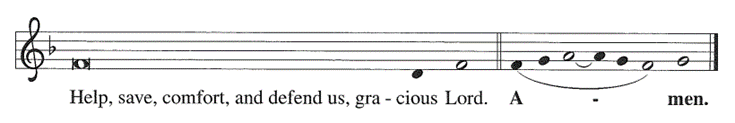 Help, save, comfort, and defend us, gra - cious Lord. A - men.